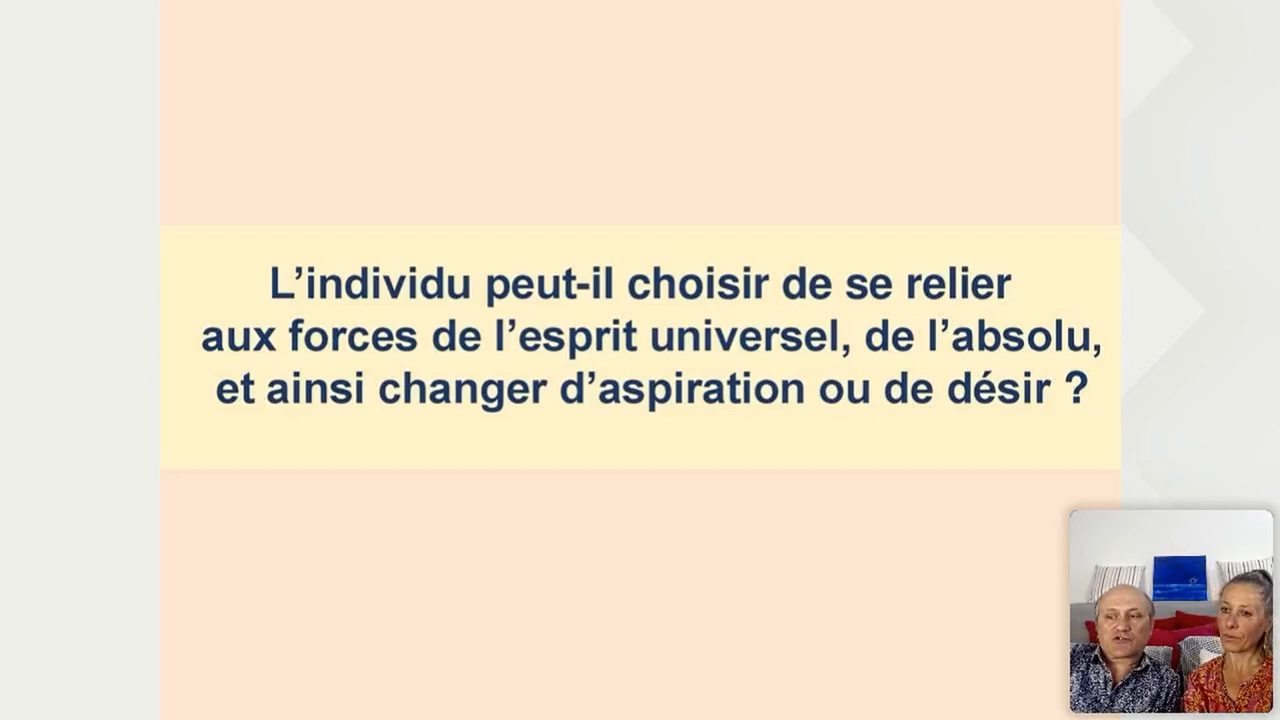 L’individu peut-il choisir de se relier
aux forces de l’esprit universel, de l’absolu,
et ainsi changer d’aspiration ou de désir ?